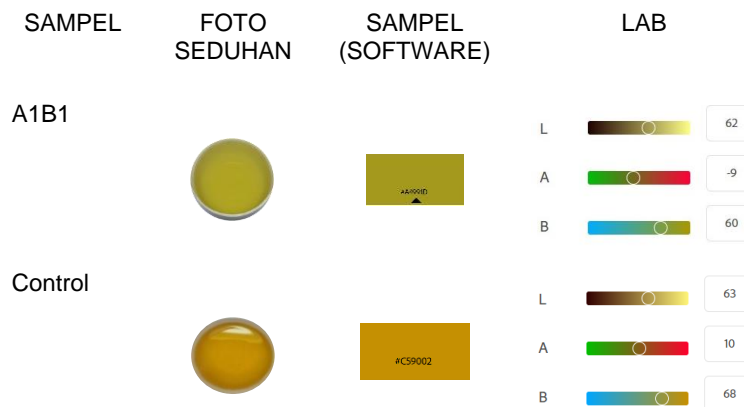 SAMPEL FOTO SEDUHAN SAMPEL (SOFTWARE) LAB
A1B1
L 62
A -9
B 60
Control
#C59002
L 63
A 10
B 68